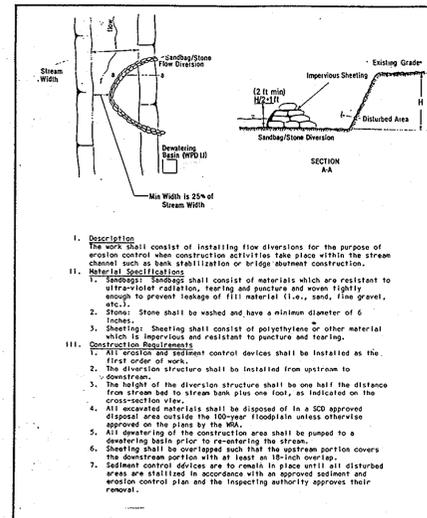 flow
Sandbag/Stone
Flow Diversion
Stream
Width
Dewatering
Basin (WPD IJ)
Min Width is 25% of
Stream Width
Existing Grade
Impervious Sheeting
(2 ft min)
H/2+1ft
H
Disturbed Area
Sandbag/Stone Diversion
SECTION
A-A
I. Description
The work shall consist of installing flow diversions for the purpose of
erosion control when construction activities take place within the stream
channel such as bank stabilization or bridge abutment construction.
II. Material Specifications
1. Sandbags: Sandbags shall consist of materials which are resistant to
ultra-violet radiation, tearing and puncture and woven tightly
enough to prevent leakage of fill material (i.e., sand, fine gravel,
etc.).
2. Stone: Stone shall be washed and have a minimum diameter of 6
inches.
3. Sheeting: Sheeting shall consist of polyethylene or other material
which is impervious and resistant to puncture and tearing.
III. Construction Requirements
1. All erosion and sediment control devices shall be installed as the
first order of work.
2. The diversion structure shall be installed from upstream to
downstream.
3. The height of the diversion structure shall be one half the distance
from stream bed to stream bank plus one foot, as indicated on the
cross-section view.
4. All excavated materials shall be disposed of in a SCD approved
disposal area outside the 100-year floodplain unless otherwise
approved on the plans by the WRA.
5. All dewatering of the construction area shall be pumped to a
dewatering basin prior to re-entering the stream.
6. Sheeting shall be overlapped such that the upstream portion covers
the downstream portion with at least an 18-inch overlap.
7. Sediment control devices are to remain in place until all disturbed
areas are stallized in accordance with an approved sediment and
erosion control plan and the inspecting authority approves their
removal.